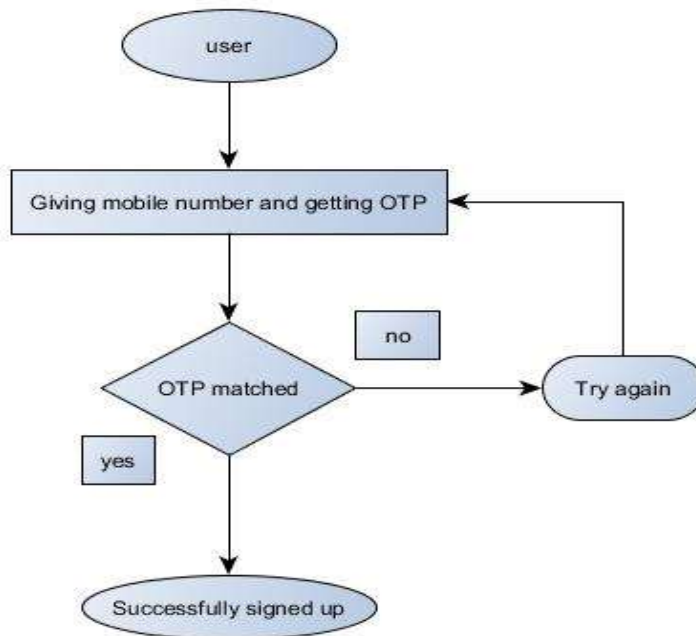 user
Giving mobile number and getting OTP
no
OTP matched
Try again
yes
Successfully signed up